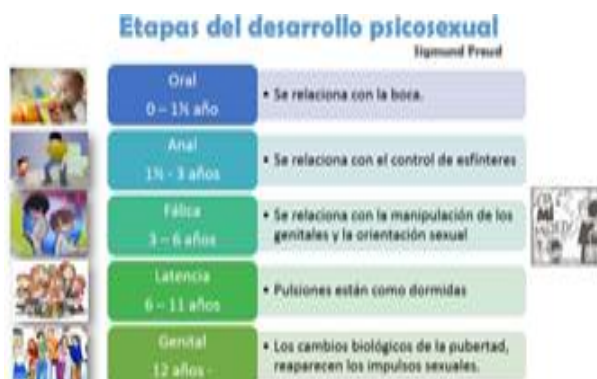 Etapas del desarrollo psicosexual
Sigmund Freud
Oral
0 – 1½ año
• Se relaciona con la boca.
Anal
1½ - 3 años
• Se relaciona con el control de esfínteres
Fálica
3 – 6 años
• Se relaciona con la manipulación de los
genitales y la orientación sexual
Latencia
6 – 11 años
• Pulsiones están como dormidas
Genital
12 años -
• Los cambios biológicos de la pubertad,
reaparecen los impulsos sexuales.
MI